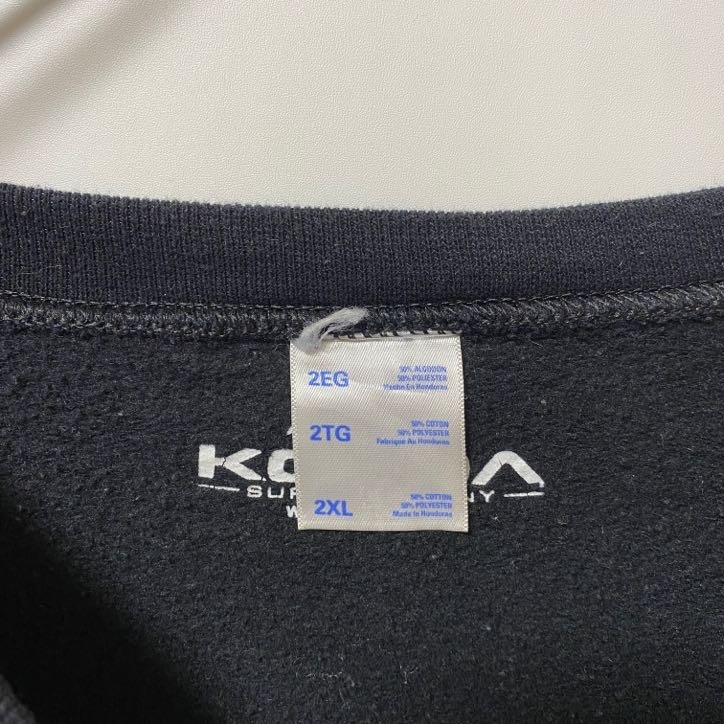 2EG
50% ALGODON
50% POLIESTER
Hecho En Honduras
2TG
50% COTON
50% POLYESTER
Fabrique Au Honduras
2XL
50% COTTON
50% POLYESTER
Made In Honduras